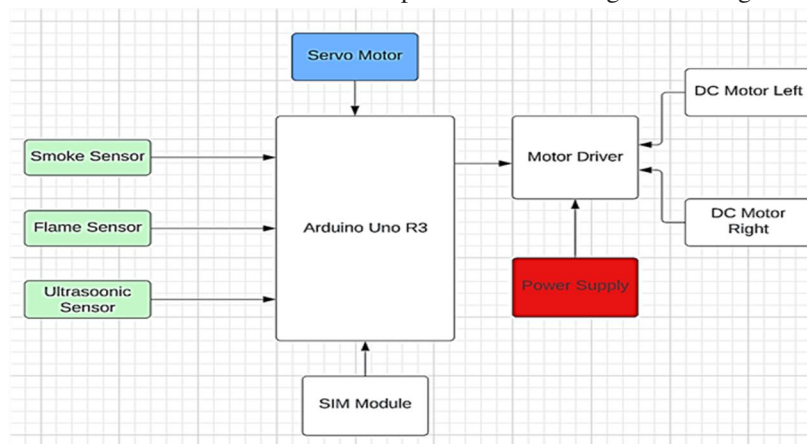 Servo Motor
DC Motor Left
Smoke Sensor
Motor Driver
Flame Sensor
Arduino Uno R3
DC Motor
Right
Ultrasoonic
Sensor
Power Supply
SIM Module